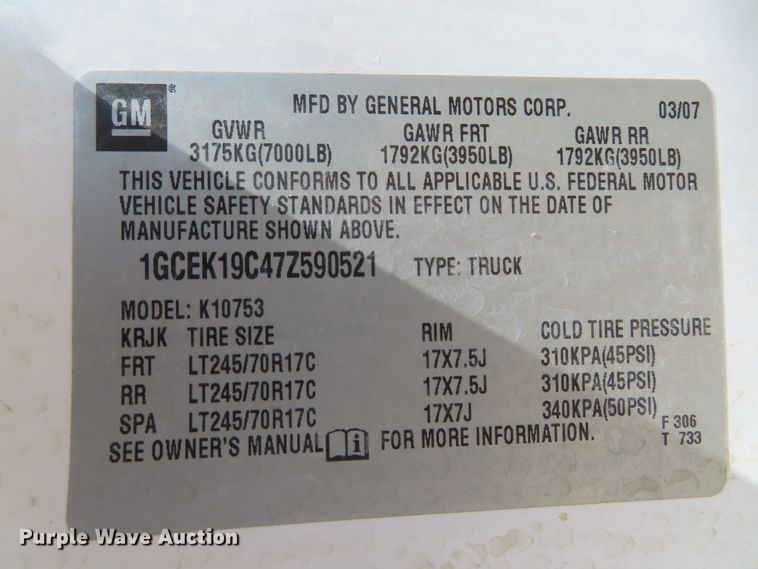 GM ® MFD BY GENERAL MOTORS CORP. 03/07
GVWR GAWR FRT GAWR RR
3175KG(7000LB) 1792KG(3950LB) 1792KG(3950LB)
THIS VEHICLE CONFORMS TO ALL APPLICABLE U.S. FEDERAL MOTOR
VEHICLE SAFETY STANDARDS IN EFFECT ON THE DATE OF
MANUFACTURE SHOWN ABOVE.
1GCEK19C47Z590521 TYPE: TRUCK
MODEL: K10753
KRJK TIRE SIZE RIM COLD TIRE PRESSURE
FRT LT245/70R17C 17X7.5J 310KPA(45PSI)
RR LT245/70R17C 17X7.5J 310KPA(45PSI)
SPA LT245/70R17C 17X7J 340KPA(50PSI)
SEE OWNER'S MANUAL i FOR MORE INFORMATION.
F 306
T 733
Purple Wave Auction